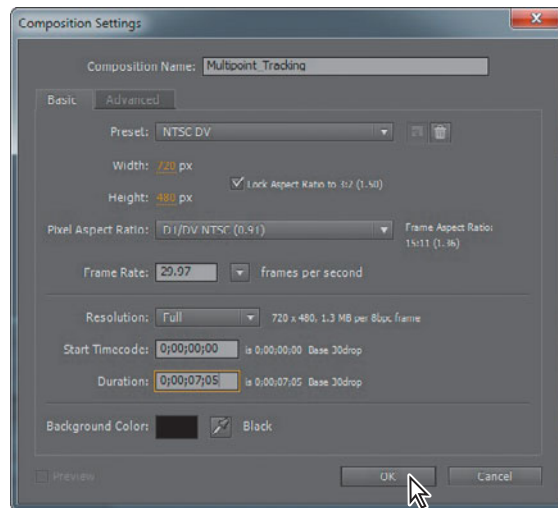 Composition Settings
Composition Name: Multipoint_Tracking
Basic Advanced
Preset: NTSC DV
Width: 720 px
Lock Aspect Ratio to 3:2 (1.50)
Height: 480 px
Pixel Aspect Ratio: D1/DV NTSC (0.91)
Frame Aspect Ratio:
15:11 (1.36)
Frame Rate: 29.97 frames per second
Resolution: Full 720 x 480, 1.3 MB per 8bpc frame
Start Timecode: 0;00;00;00 is 0;00;00;00 Base 30drop
Duration: 0;00;07;05 is 0;00;07;05 Base 30drop
Background Color: Black
Preview OK Cancel